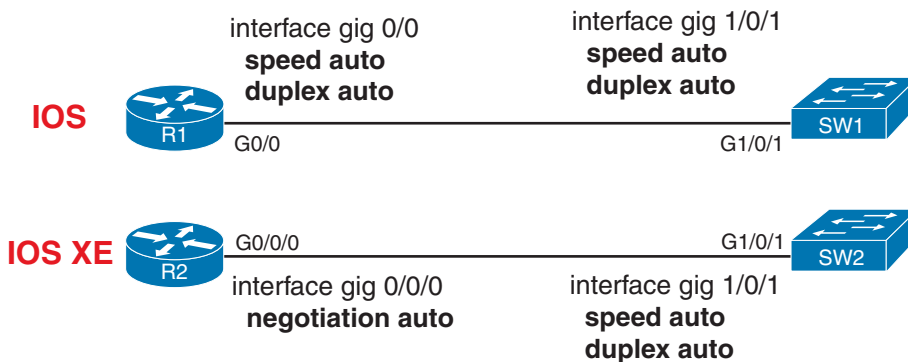 interface gig 0/0
speed auto
duplex auto
interface gig 1/0/1
speed auto
duplex auto
IOS
R1
G0/0
G1/0/1
SW1
IOS XE
R2
G0/0/0
G1/0/1
SW2
interface gig 0/0/0
negotiation auto
interface gig 1/0/1
speed auto
duplex auto